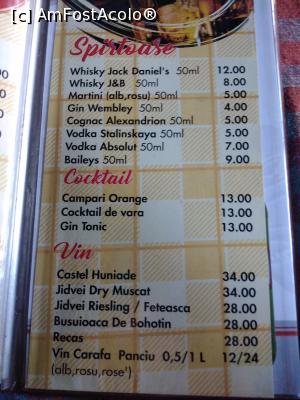 [c] AmFostAcolo®
Spirtoase
Whisky Jack Daniel's 50ml 12.00
Whisky J&B 50ml 8.00
Martini (alb,rosu) 50ml 5.00
Gin Wembley 50ml 4.00
Cognac Alexandrion 50ml 5.00
Vodka Stalinskaya 50ml 5.00
Vodka Absolut 50ml 7.00
Baileys 50ml 9.00
Cocktail
Campari Orange 13.00
Cocktail de vara 13.00
Gin Tonic 13.00
Vin
Castel Huniade 34.00
Jidvei Dry Muscat 34.00
Jidvei Riesling / Feteasca 28.00
Busuioaca De Bohotin 28.00
Recas 28.00
Vin Carafa Panciu 0,5/1 L 12/24
(alb,rosu,rose')